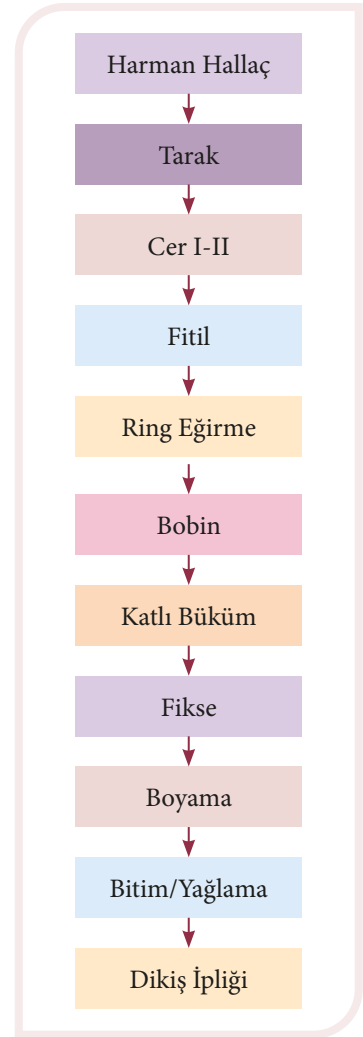 Harman Hallaç
Tarak
Cer I-II
Fitil
Ring Eğirme
Bobin
Katlı Büküm
Fikse
Boyama
Bitim/Yağlama
Dikiş İpliği